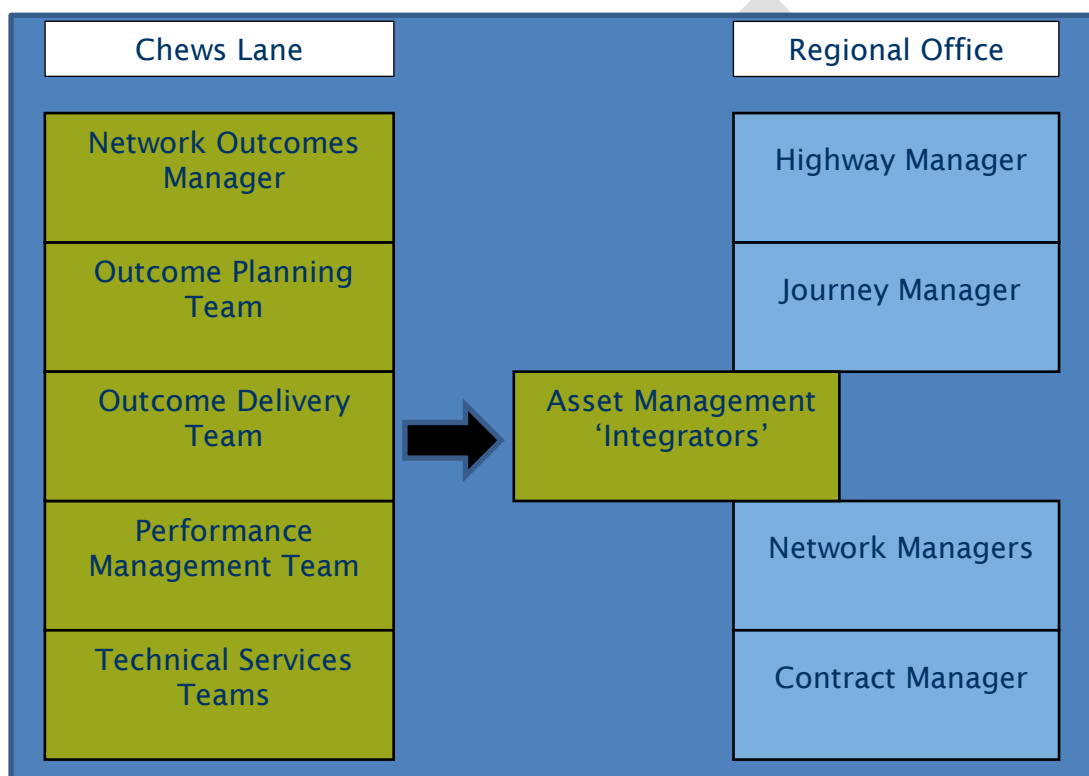 Chews Lane
Regional Office
Network Outcomes
Manager
Highway Manager
Outcome Planning
Team
Journey Manager
Outcome Delivery
Team
Asset Management
‘Integrators’
Performance
Management Team
Network Managers
Technical Services
Teams
Contract Manager